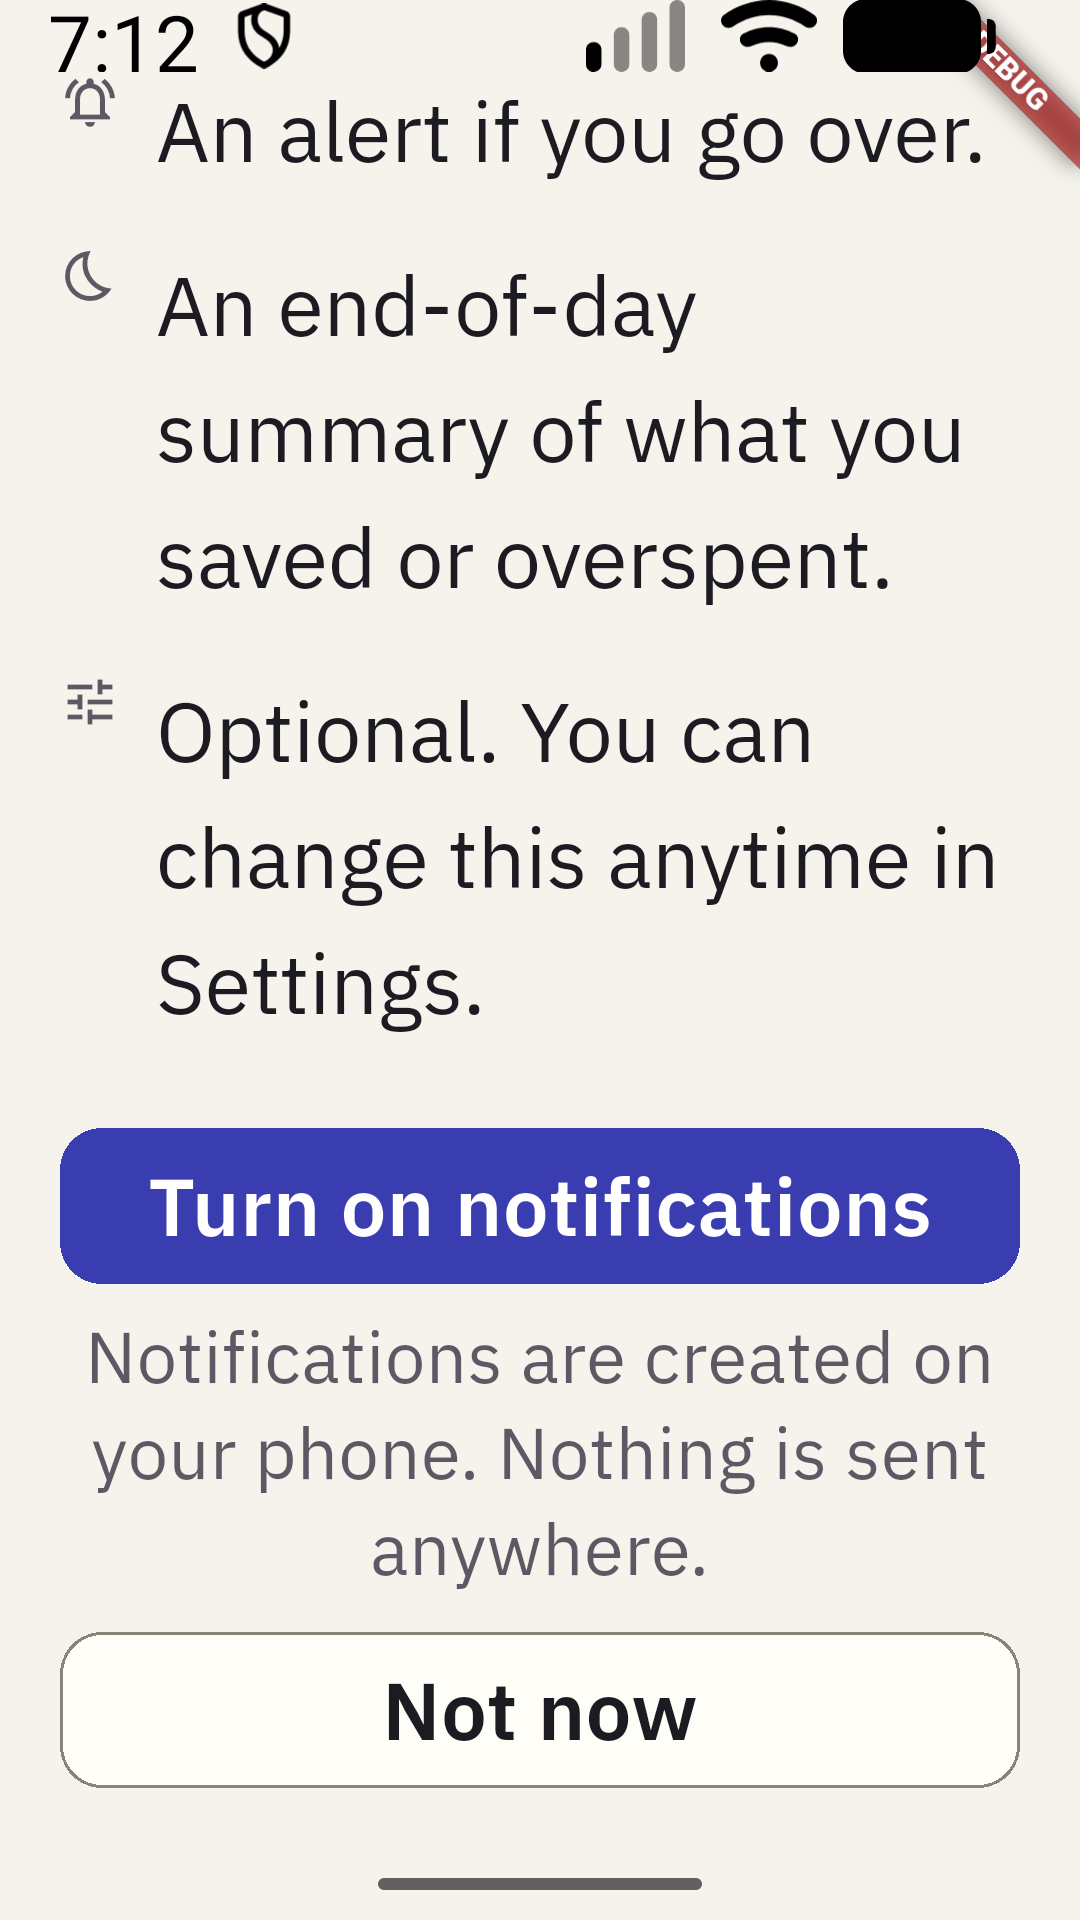 7:12
DEBUG
An alert if you go over.
An end-of-day
summary of what you
saved or overspent.
Optional. You can
change this anytime in
Settings.
Turn on notifications
Notifications are created on
your phone. Nothing is sent
anywhere.
Not now